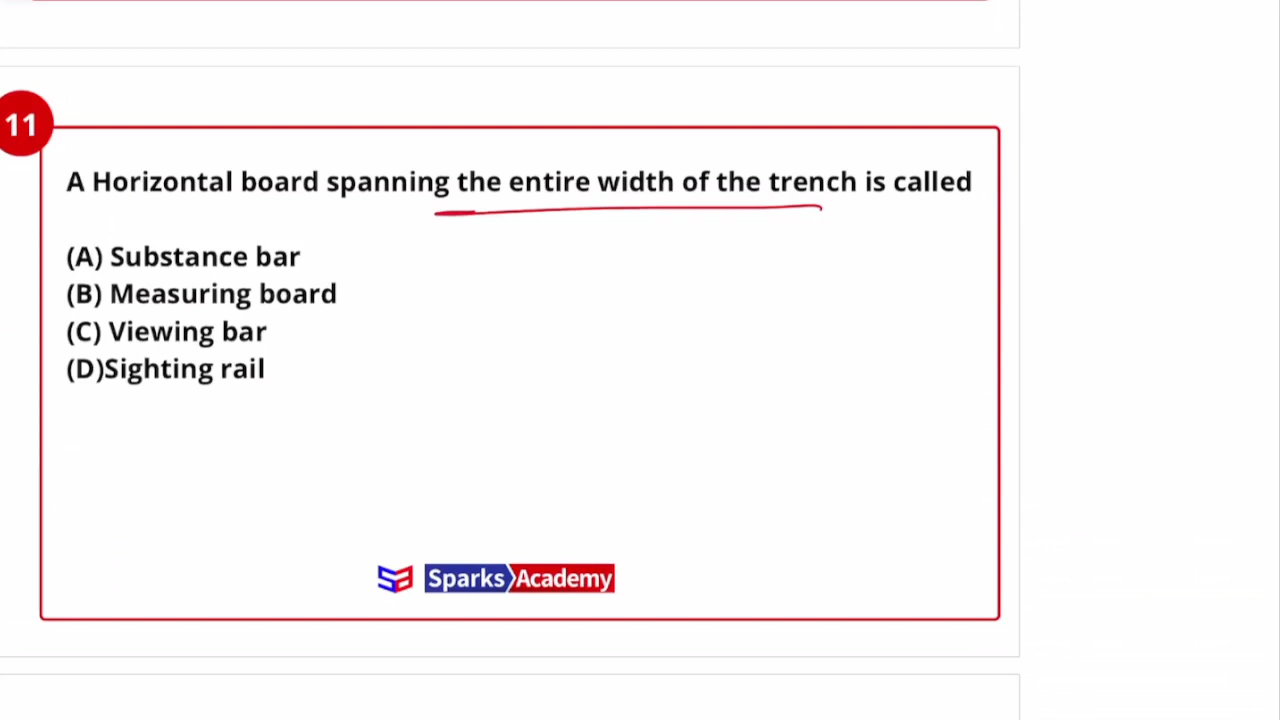 11
A Horizontal board spanning the entire width of the trench is called
(A) Substance bar
(B) Measuring board
(C) Viewing bar
(D)Sighting rail
Sparks Academy